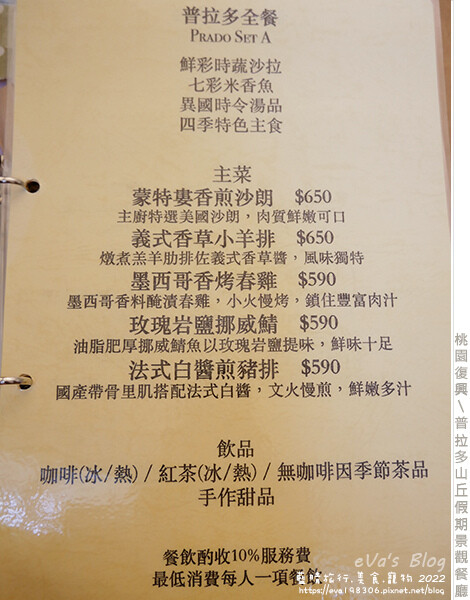 普拉多全餐
PRADO SET A
鮮彩時蔬沙拉
七彩米香魚
異國時令湯品
四季特色主食
主菜
蒙特婁香煎沙朗 $650
主廚特選美國沙朗，肉質鮮嫩可口
義式香草小羊排 $650
燉煮羔羊肋排佐義式香草醬，風味獨特
墨西哥香烤春雞 $590
墨西哥香料醃漬春雞，小火慢烤，鎖住豐富肉汁
玫瑰岩鹽挪威鯖 $590
油脂肥厚挪威鯖魚以玫瑰岩鹽提味，鮮味十足
法式白醬煎豬排 $590
國產帶骨里肌搭配法式白醬，文火慢煎，鮮嫩多汁
飲品
咖啡(冰/熱) / 紅茶(冰/熱) / 無咖啡因季節茶品
手作甜品
餐飲酌收10%服務費
最低消費每人一項餐飲
eVa's Blog
旅行.美食.寵物 2022
http://eva198306.pixnet.net/blog
桃園復興\普拉多山丘假期景觀餐廳